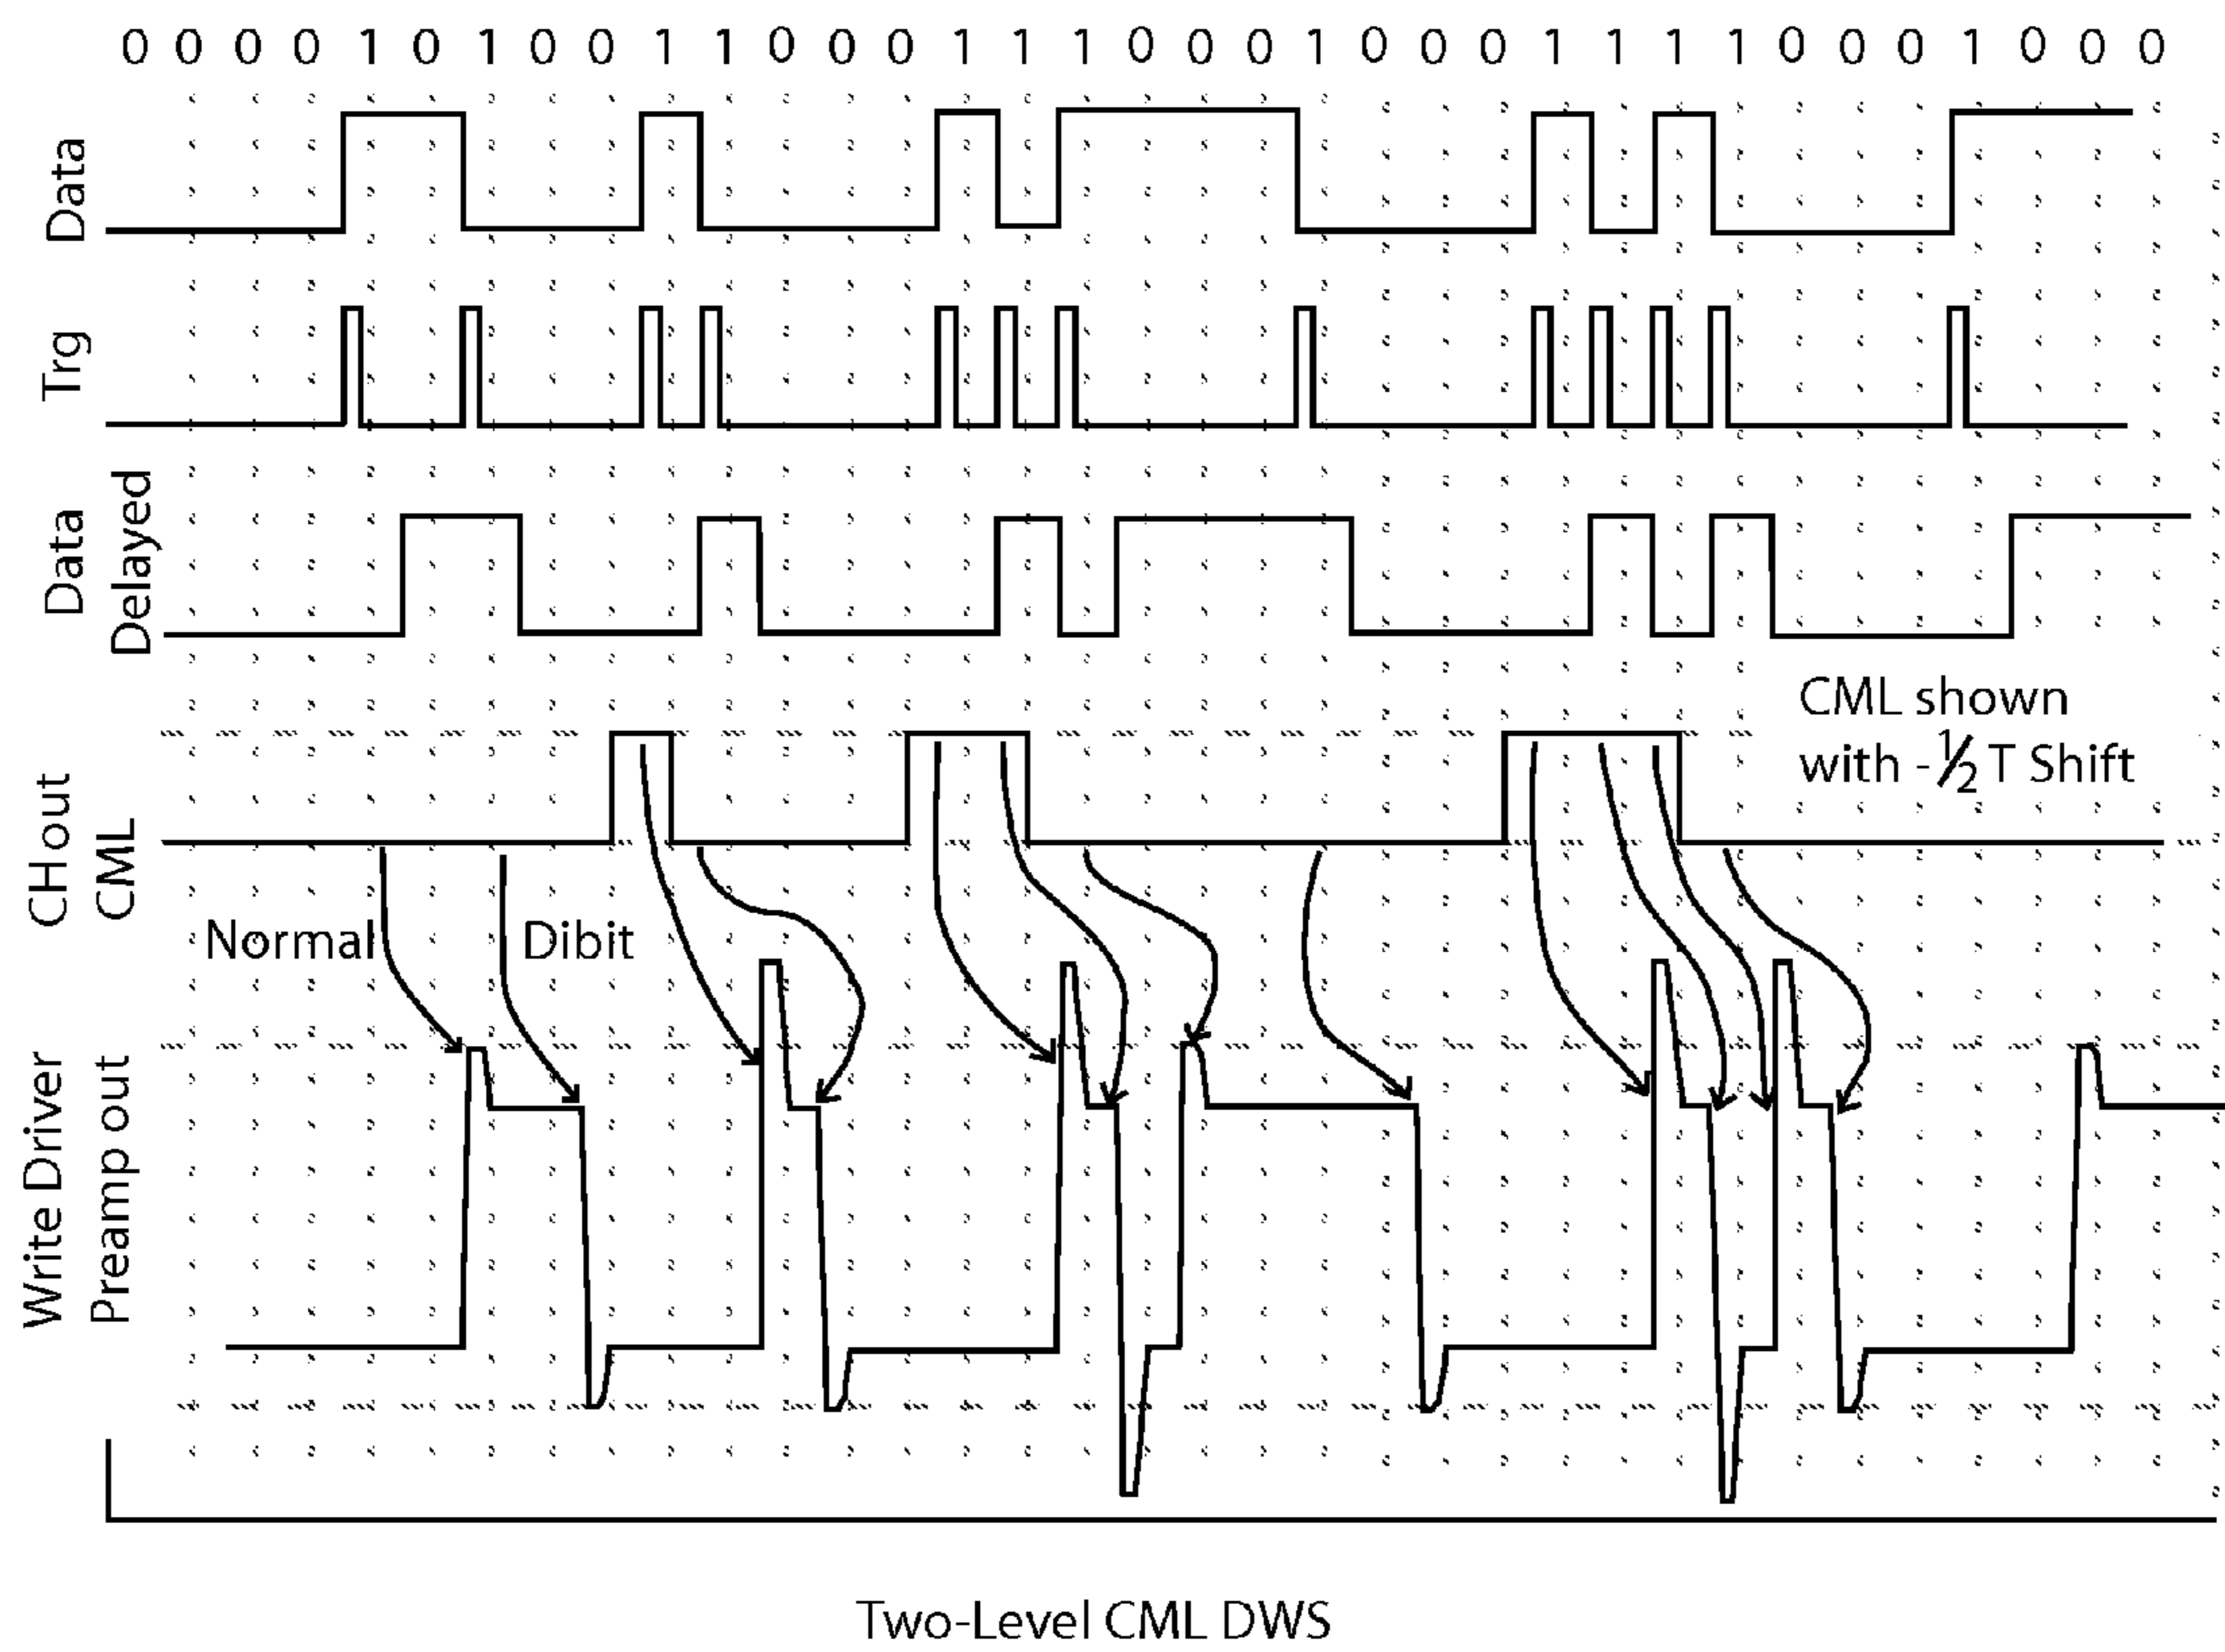 0 0 0 0 1 0 1 0 0 1 1 0 0 0 1 1 1 0 0 0 1 0 0 0 1 1 1 1 0 0 0 1 0 0 0
Data
Trg
Data
Delayed
CML shown
with -½ T Shift
CHout
CML
Normal
Dibit
Write Driver
Preamp out
Two-Level CML DWS